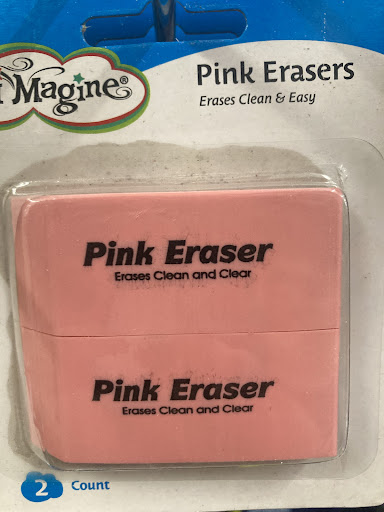 i Magine®
Pink Erasers
Erases Clean & Easy
Pink Eraser
Erases Clean and Clear
Pink Eraser
Erases Clean and Clear
2 Count